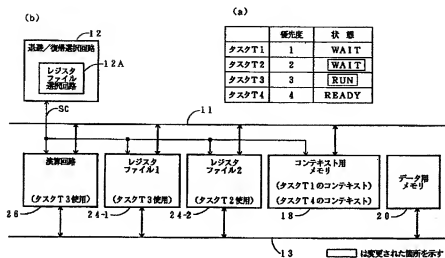 (b)
12
退避／復帰選択回路
12A
レジスタ
ファイル
選択回路
SC
(a)
優先度 状 態
タスクT1 1 WAIT
タスクT2 2 WAIT
タスクT3 3 RUN
タスクT4 4 READY
11
演算回路
(タスクT3使用)
26
レジスタ
ファイル1
(タスクT3使用)
24-1
レジスタ
ファイル2
(タスクT2使用)
24-2
コンテキスト用
メモリ
(タスクT1のコンテキスト)
(タスクT4のコンテキスト)
18
データ用
メモリ
20
13
は変更された箇所を示す